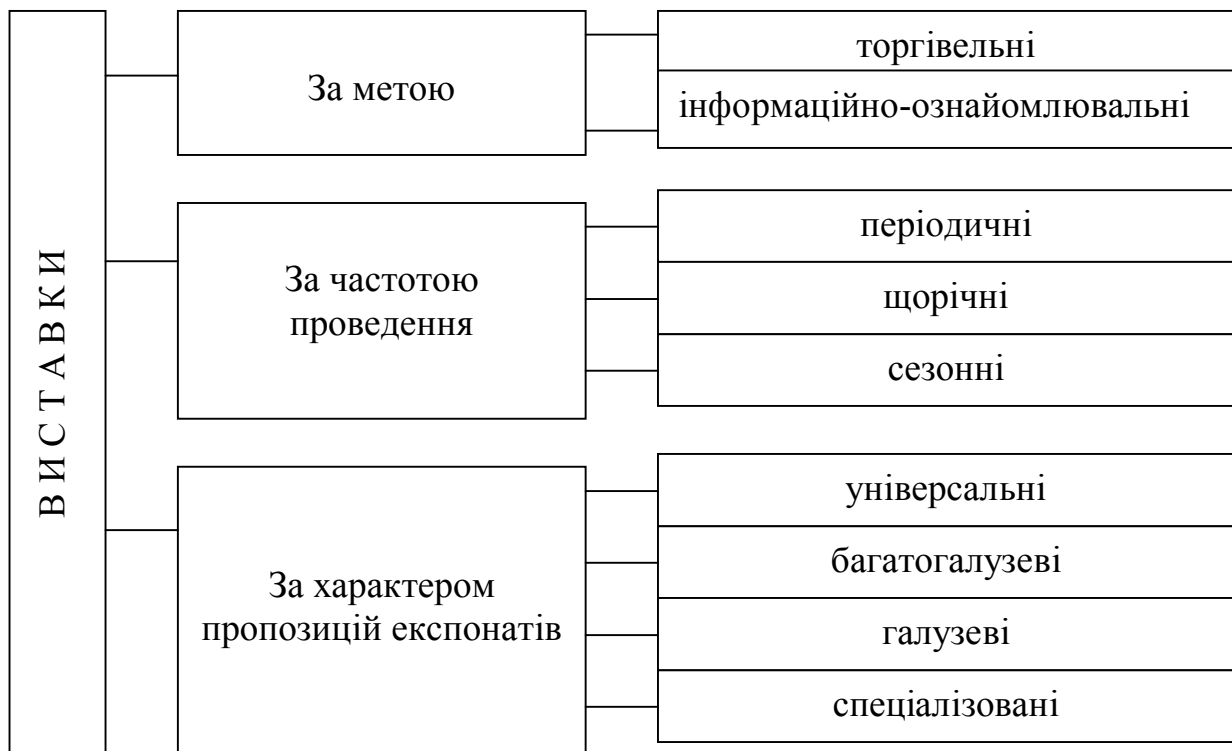 ВИСТАВКИ
За метою
торгівельні
інформаційно-ознайомлювальні
За частотою
проведення
періодичні
щорічні
сезонні
За характером
пропозицій експонатів
універсальні
багатогалузеві
галузеві
спеціалізовані